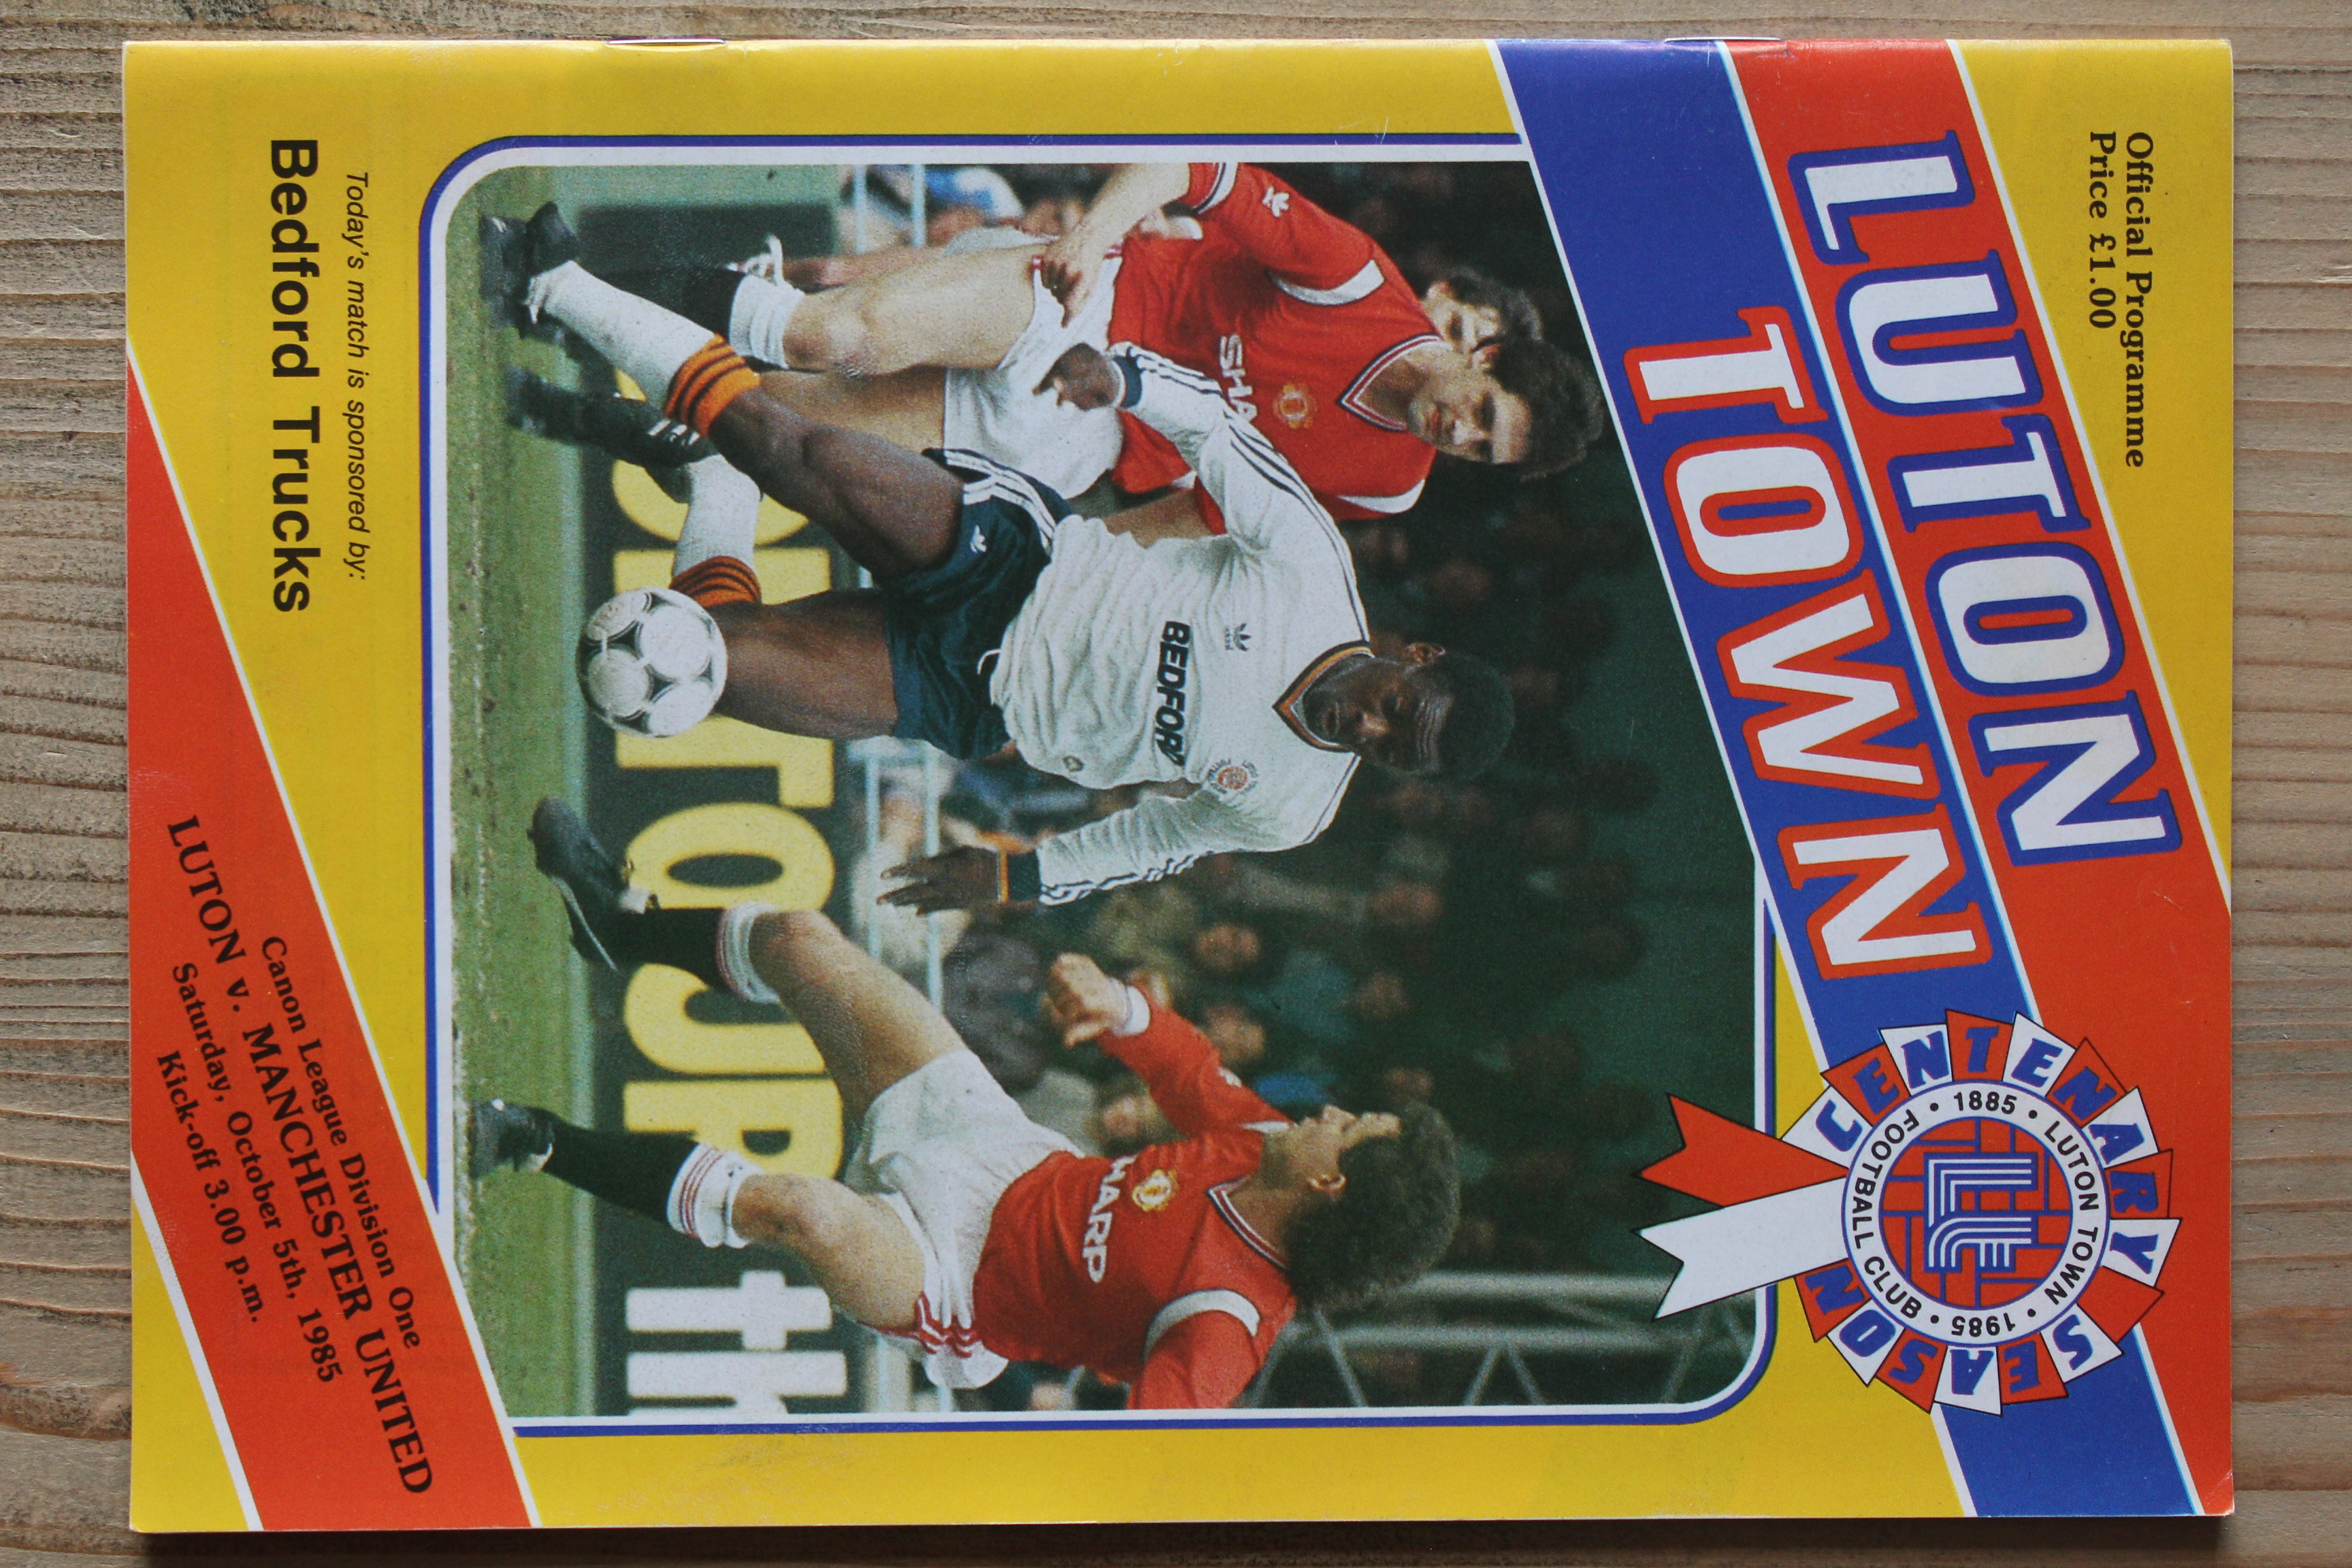 Official Programme
Price £1.00
LUTON
TOWN
CENTENARY SEASON
• 1885 • LUTON TOWN • 1985 • FOOTBALL CLUB
SHA
BEDFORD
HARP
Today's match is sponsored by:
Bedford Trucks
Canon League Division One
LUTON v. MANCHESTER UNITED
Saturday, October 5th, 1985
Kick-off 3.00 p.m.